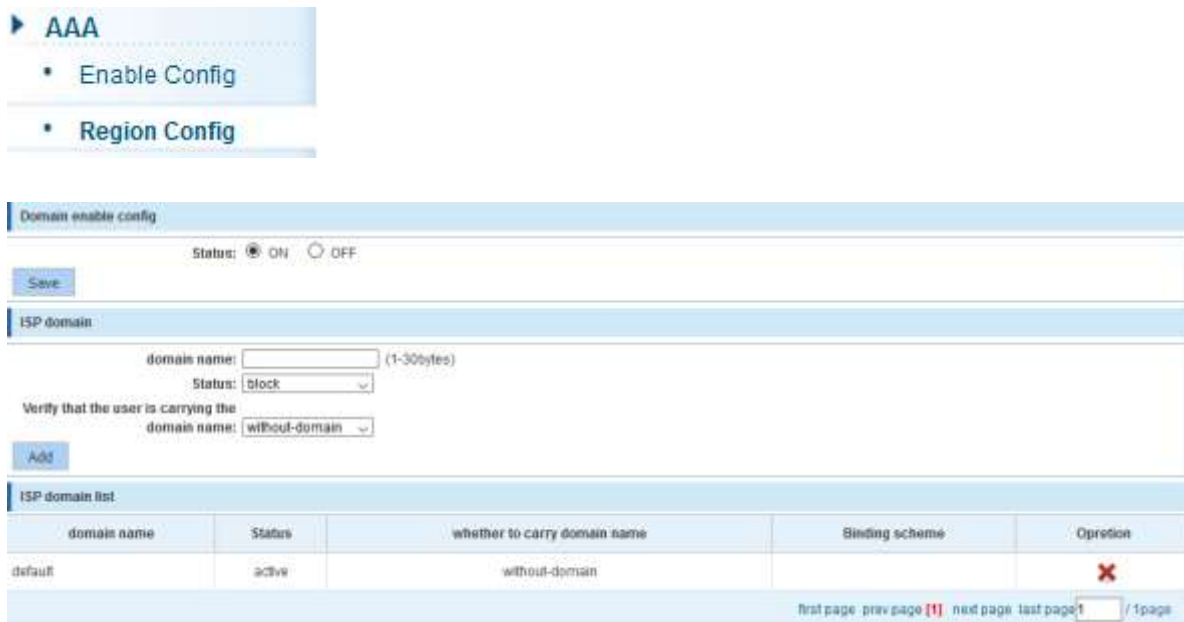 AAA
Enable Config
Region Config
Domain enable config
Status: ON OFF
Save
ISP domain
domain name: (1-30bytes)
Status: block
Verify that the user is carrying the
domain name: without-domain
Add
ISP domain list
domain name Status whether to carry domain name Binding scheme Opretion
default active without-domain
first page prev page [1] next page last page 1 / 1page